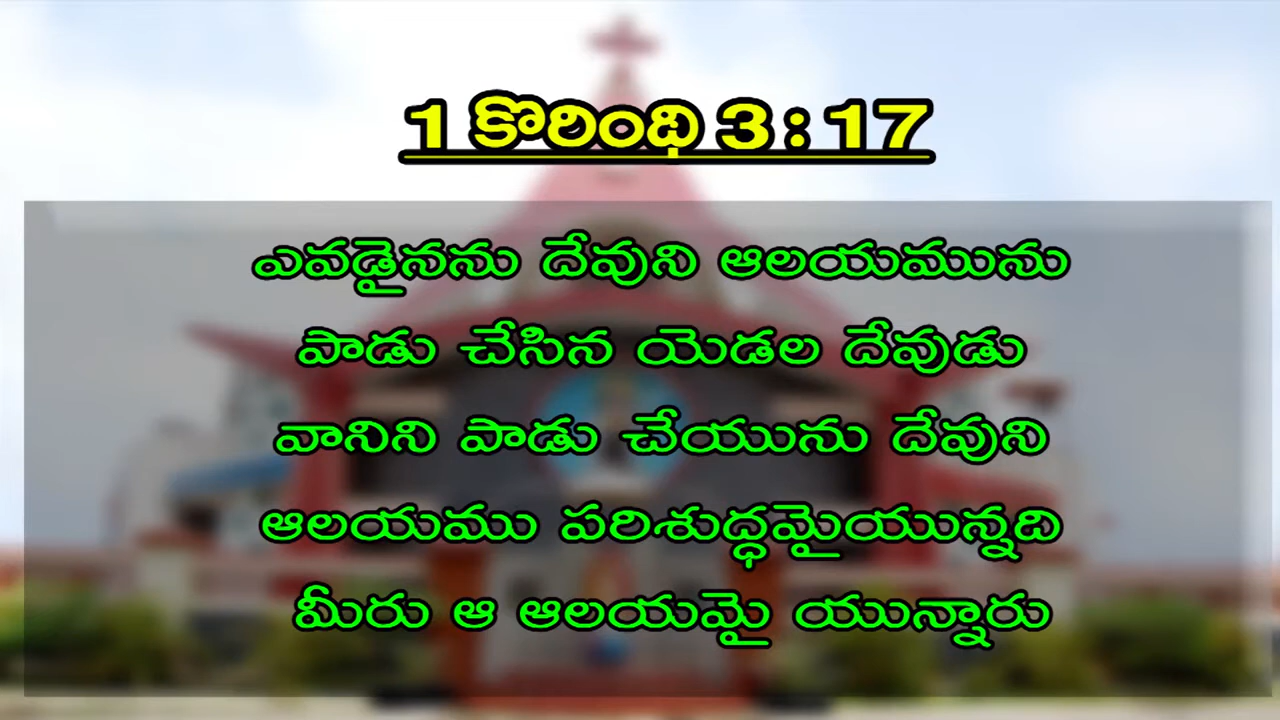 1 కొరింథి 3 : 17
ఎవడైనను దేవుని ఆలయమును
పాడు చేసిన యెడల దేవుడు
వానిని పాడు చేయును దేవుని
ఆలయము పరిశుద్ధమైయున్నది
మీరు ఆ ఆలయమై యున్నారు